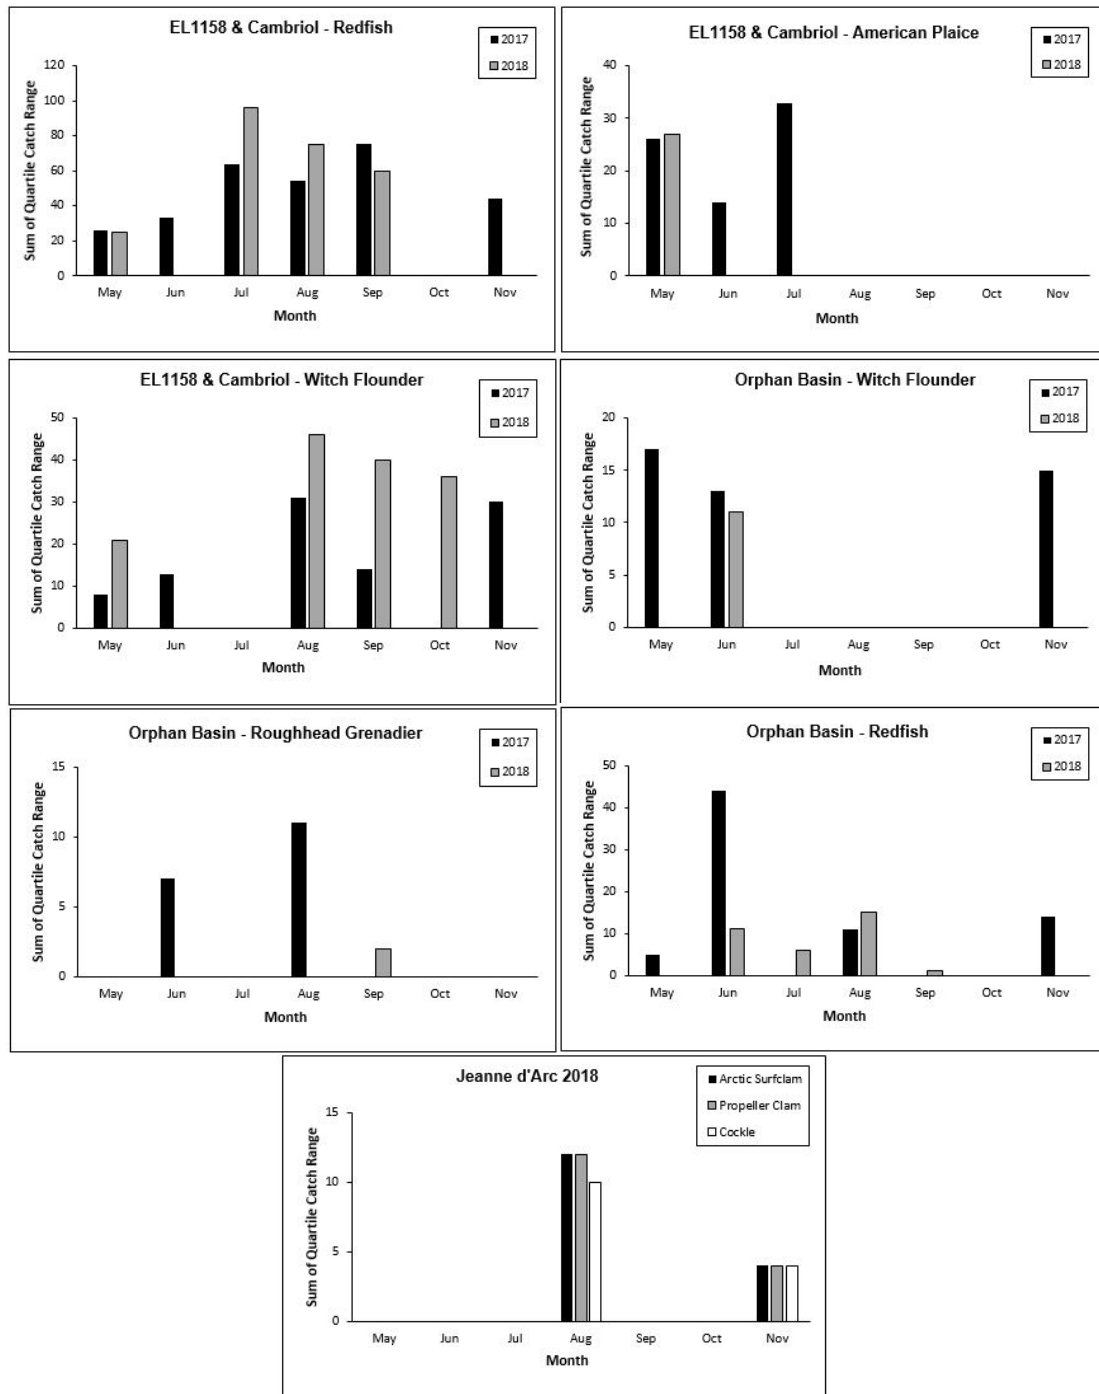 EL1158 & Cambriol - Redfish
2017
2018
Sum of Quartile Catch Range
120
100
80
60
40
20
0
May Jun Jul Aug Sep Oct Nov
Month
EL1158 & Cambriol - American Plaice
2017
2018
Sum of Quartile Catch Range
40
30
20
10
0
May Jun Jul Aug Sep Oct Nov
Month
EL1158 & Cambriol - Witch Flounder
2017
2018
Sum of Quartile Catch Range
50
40
30
20
10
0
May Jun Jul Aug Sep Oct Nov
Month
Orphan Basin - Witch Flounder
2017
2018
Sum of Quartile Catch Range
20
15
10
5
0
May Jun Jul Aug Sep Oct Nov
Month
Orphan Basin - Roughhead Grenadier
2017
2018
Sum of Quartile Catch Range
15
10
5
0
May Jun Jul Aug Sep Oct Nov
Month
Orphan Basin - Redfish
2017
2018
Sum of Quartile Catch Range
50
40
30
20
10
0
May Jun Jul Aug Sep Oct Nov
Month
Jeanne d'Arc 2018
Arctic Surfclam
Propeller Clam
Cockle
Sum of Quartile Catch Range
15
10
5
0
May Jun Jul Aug Sep Oct Nov
Month